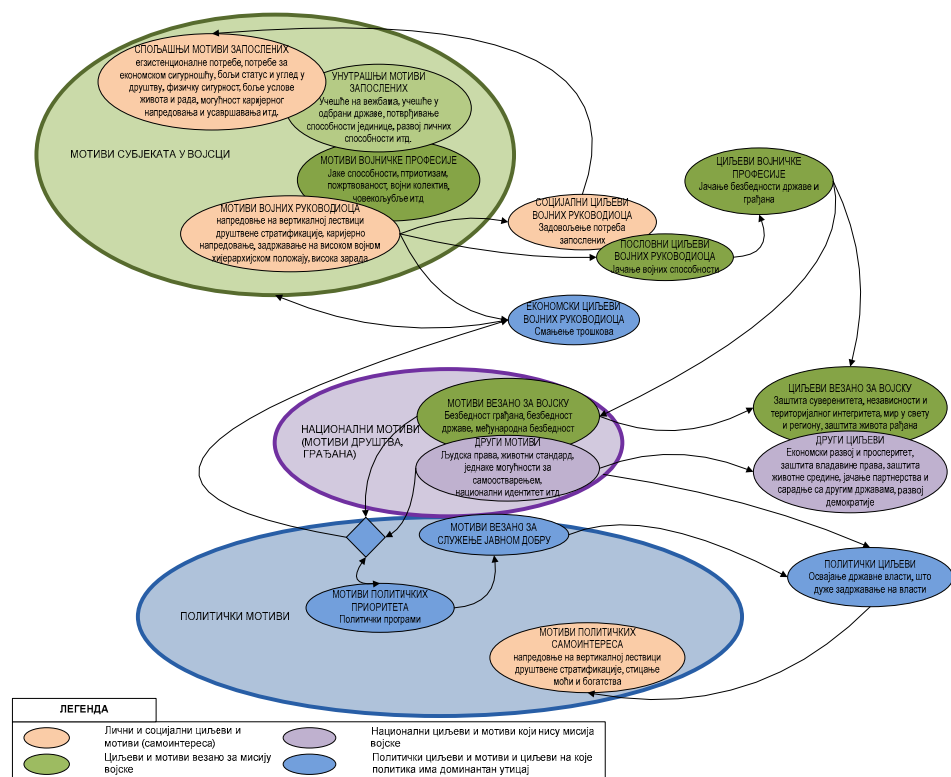 СПОЉАШЊИ МОТИВИ ЗАПОСЛЕНИХ
егзистенционалне потребе, потребе за
економском сигурношћу, бољи статус и углед у
друштву, физичку сигурност, боље услове
живота и рада, могућност каријерног
напредовања и усавршавања итд.
УНУТРАШЊИ МОТИВИ
ЗАПОСЛЕНИХ
Учешће на вежбама, учешће у
одбрани државе, потврђивање
способности јединице, развој личних
способности итд.
МОТИВИ СУБЈЕКАТА У ВОЈСЦИ
МОТИВИ ВОЈНИЧКЕ ПРОФЕСИЈЕ
Јаке способности, птриотизам,
пожртвованост, војни колектив,
човекољубље итд
МОТИВИ ВОЈНИХ РУКОВОДИОЦА
напредовње на вертикалној лествици
друштвене стратификације, каријерно
напредовање, задржавање на високом војном
хијерархијском положају, висока зарада
СОЦИЈАЛНИ ЦИЉЕВИ
ВОЈНИХ РУКОВОДИОЦА
Задовољење потреба
запослених
ПОСЛОВНИ ЦИЉЕВИ
ВОЈНИХ РУКОВОДИОЦА
Јачање војних способности
ЦИЉЕВИ ВОЈНИЧКЕ
ПРОФЕСИЈЕ
Јачање безбедности државе и
грађана
ЕКОНОМСКИ ЦИЉЕВИ
ВОЈНИХ РУКОВОДИОЦА
Смањење трошкова
НАЦИОНАЛНИ МОТИВИ
(МОТИВИ ДРУШТВА,
ГРАЂАНА)
МОТИВИ ВЕЗАНО ЗА ВОЈСКУ
Безбедност грађана, безбедност
државе, међународна безбедност
ДРУГИ МОТИВИ
Људска права, животни стандард,
једнаке могућности за
самоостварењем,
национални идентитет итд
ЦИЉЕВИ ВЕЗАНО ЗА ВОЈСКУ
Заштита суверенитета, независности и
територијалног интегритета, мир у свету
и региону, заштита живота рађана
ДРУГИ ЦИЉЕВИ
Економски развој и просперитет,
заштита владавине права, заштита
животне средине, јачање партнерства и
сарадње са другим државама, развој
демократије
МОТИВИ ВЕЗАНО ЗА
СЛУЖЕЊЕ ЈАВНОМ ДОБРУ
ПОЛИТИЧКИ ЦИЉЕВИ
Освајање државне власти, што
дуже задржавање на власти
МОТИВИ ПОЛИТИЧКИХ
ПРИОРИТЕТА
Политички програми
ПОЛИТИЧКИ МОТИВИ
МОТИВИ ПОЛИТИЧКИХ
САМОИНТЕРЕСА
напредовње на вертикалној лествици
друштвене стратификације, стицање
моћи и богатства
ЛЕГЕНДА
Лични и социјални циљеви и
мотиви (самоинтереса)
Циљеви и мотиви везано за мисију
војске
Национални циљеви и мотиви који нису мисија
војске
Политички циљеви и мотиви и циљеви на које
политика има доминантан утицај